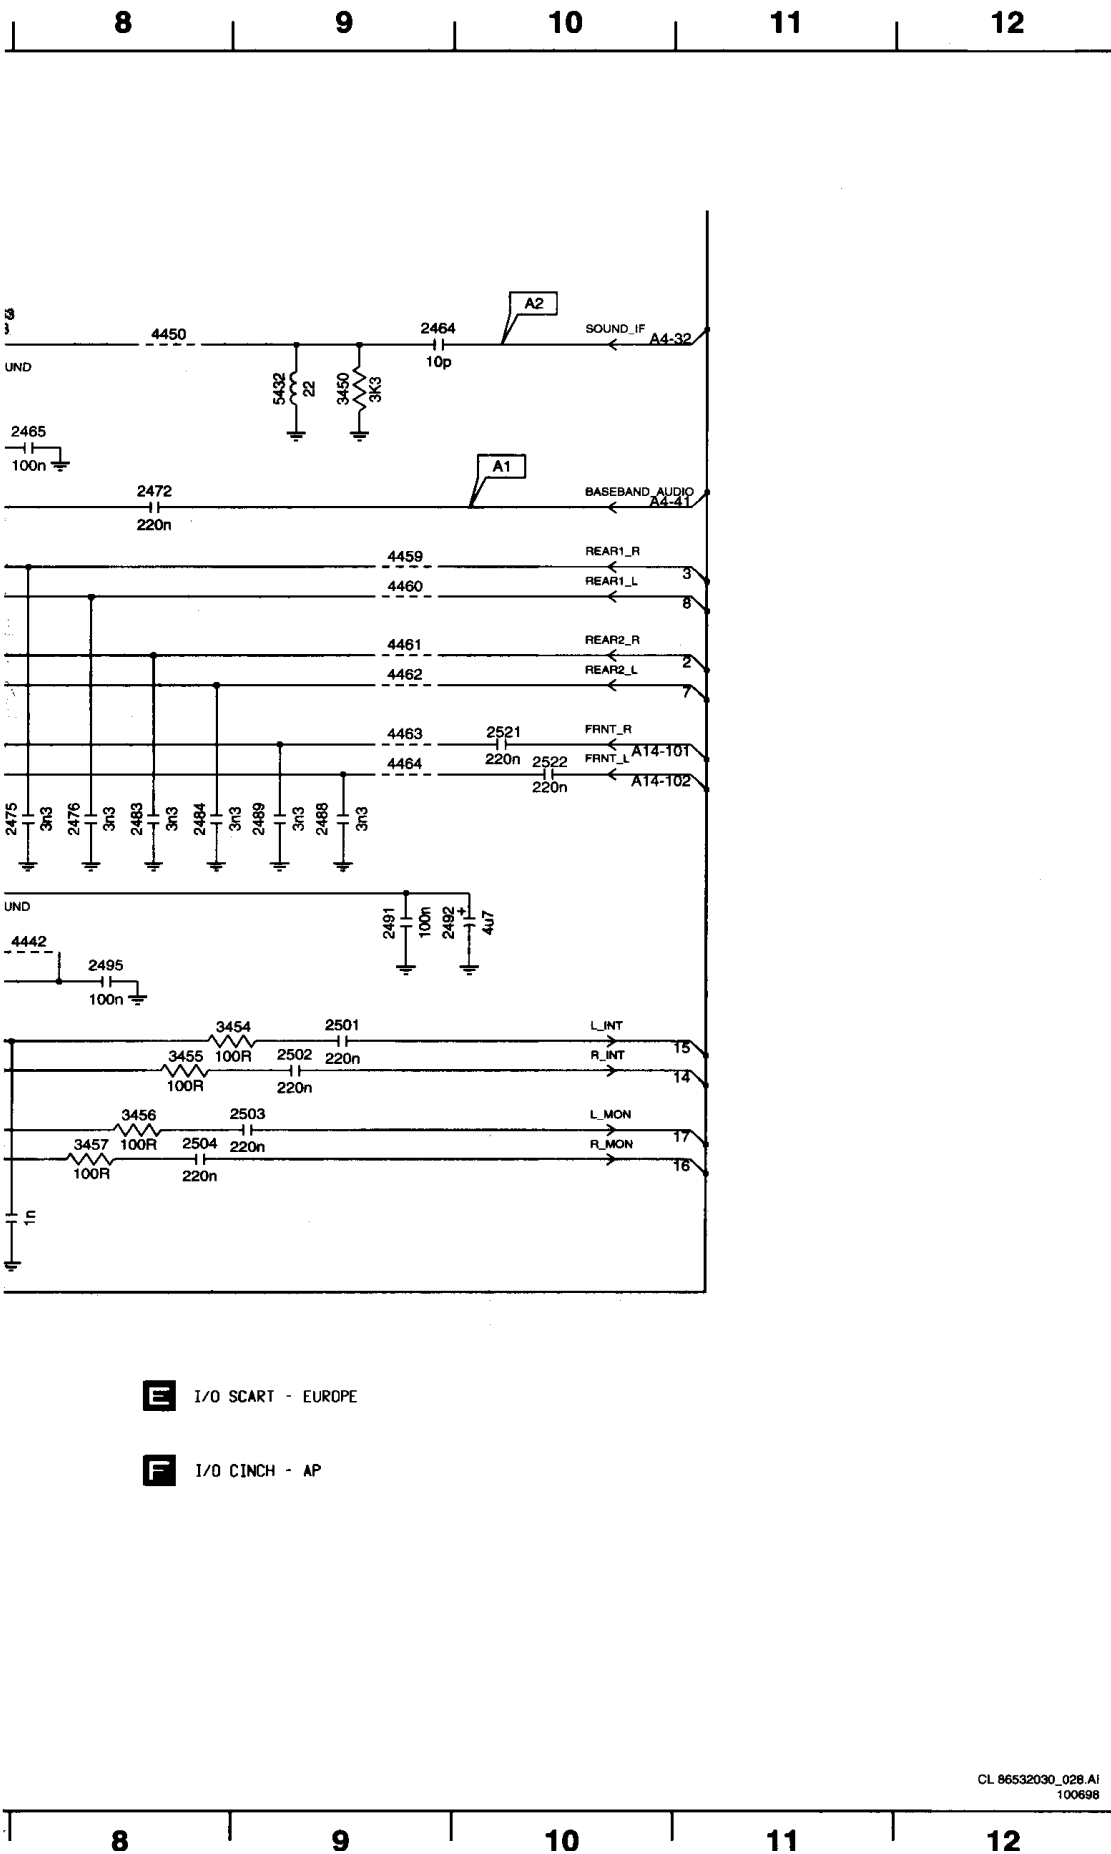 8 9 10 11 12
A2
4450 2464 SOUND_IF
A4-32
10p
UND
5432 22 3450 3K3
2465
100n
A1
2472 BASEBAND_AUDIO
A4-41
220n
4459 REAR1_R
3
4460 REAR1_L
8
4461 REAR2_R
2
4462 REAR2_L
7
4463 2521 FRNT_R
A14-101
220n
4464 2522 FRNT_L
A14-102
220n
2475 3n3 2476 3n3 2483 3n3 2484 3n3 2489 3n3 2488 3n3
UND
2491 100n 2492 + 4u7
4442
2495
100n
3454 2501 L_INT
15
100R 220n
3455 2502 R_INT
14
100R 220n
3456 2503 L_MON
17
100R 220n
3457 2504 R_MON
16
100R 220n
1n
E I/O SCART - EUROPE
F I/O CINCH - AP
CL 86532030_028.AI
100698
8 9 10 11 12